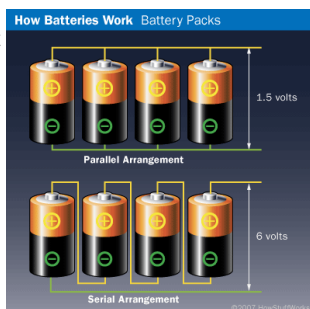 How Batteries Work Battery Packs
1.5 volts
Parallel Arrangement
6 volts
Serial Arrangement
©2007 HowStuffWorks